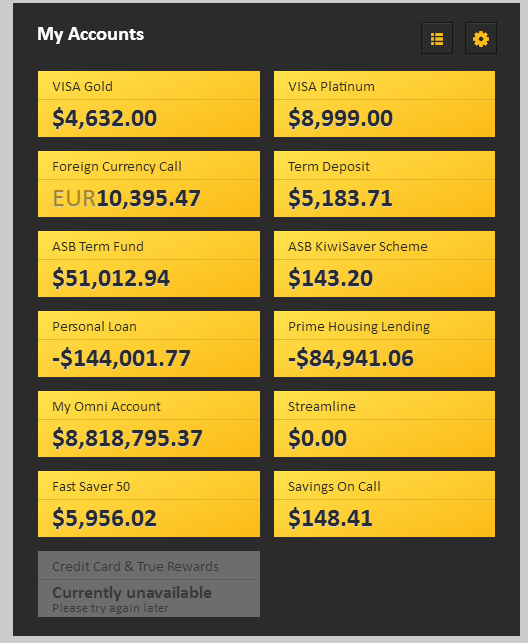 My Accounts
VISA Gold
$4,632.00
VISA Platinum
$8,999.00
Foreign Currency Call
EUR10,395.47
Term Deposit
$5,183.71
ASB Term Fund
$51,012.94
ASB KiwiSaver Scheme
$143.20
Personal Loan
-$144,001.77
Prime Housing Lending
-$84,941.06
My Omni Account
$8,818,795.37
Streamline
$0.00
Fast Saver 50
$5,956.02
Savings On Call
$148.41
Credit Card & True Rewards
Currently unavailable
Please try again later